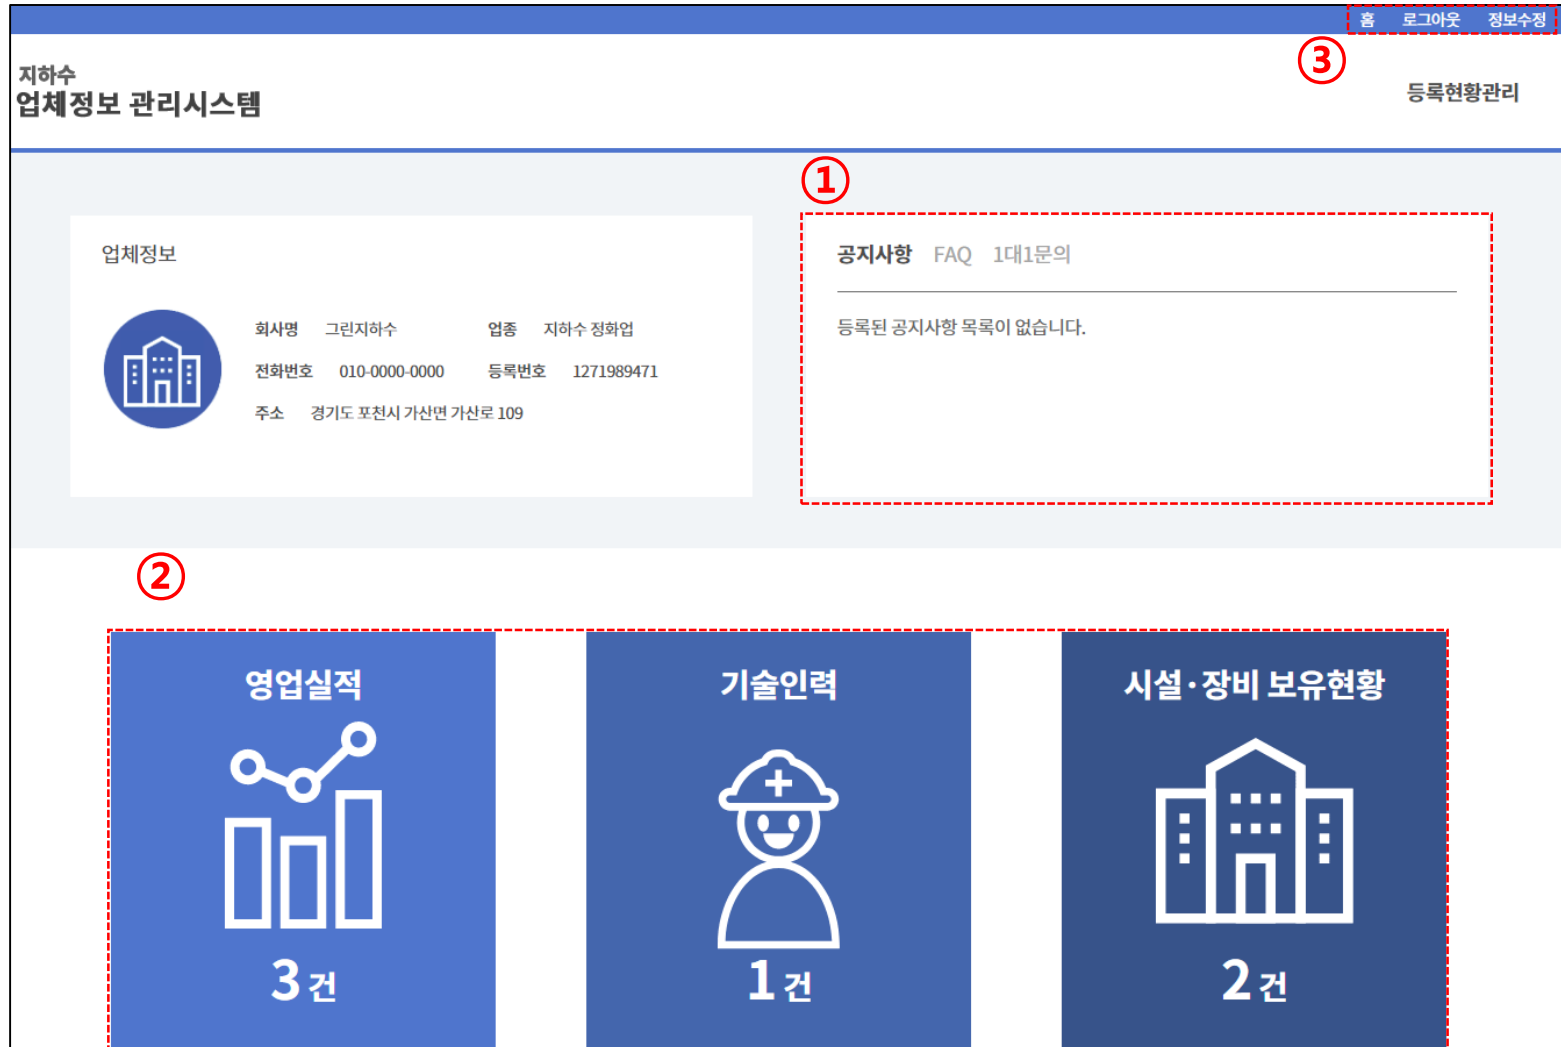 홈 로그아웃 정보수정
③
지하수
업체정보 관리시스템
등록현황관리
①
업체정보
공지사항 FAQ 1대1문의
회사명 그린지하수 업종 지하수 정화업
등록된 공지사항 목록이 없습니다.
전화번호 010-0000-0000 등록번호 1271989471
주소 경기도 포천시 가산면 가산로 109
②
영업실적
기술인력
시설·장비 보유현황
3 건
1 건
2 건